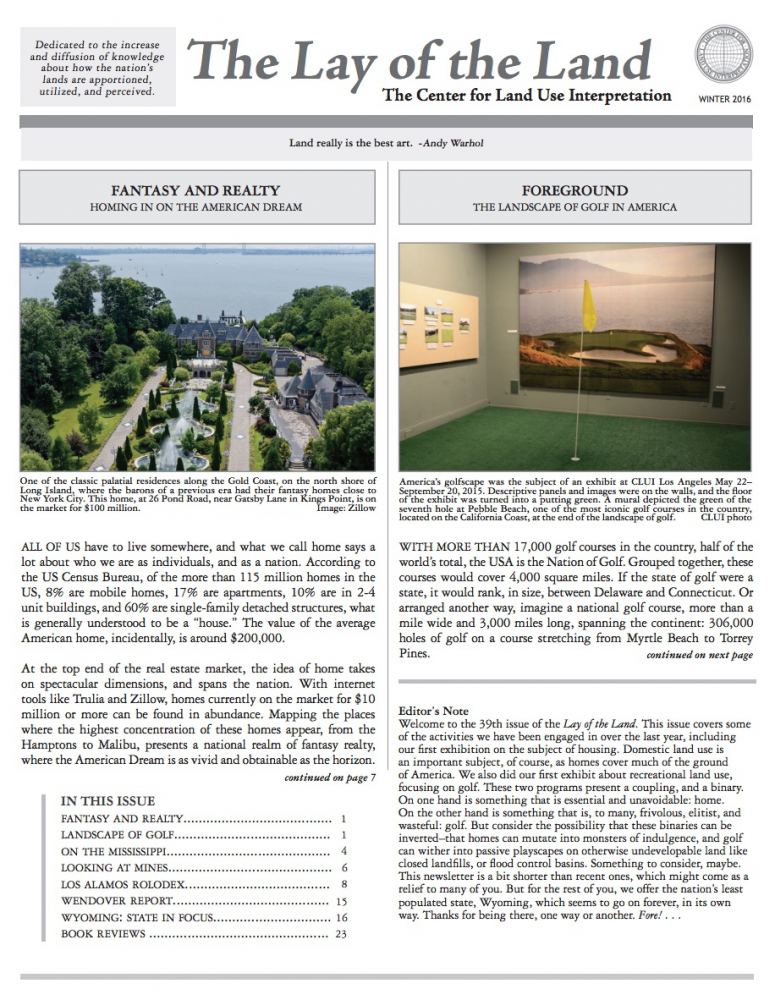 Dedicated to the increase
and diffusion of knowledge
about how the nation's
lands are apportioned,
utilized, and perceived.
The Lay of the Land
The Center for Land Use Interpretation
WINTER 2016
Land really is the best art. -Andy Warhol
FANTASY AND REALTY
HOMING IN ON THE AMERICAN DREAM
One of the classic palatial residences along the Gold Coast, on the north shore of
Long Island, where the barons of a previous era had their fantasy homes close to
New York City. This home, at 26 Pond Road, near Gatsby Lane in Kings Point, is on
the market for $100 million. Image: Zillow
ALL OF US have to live somewhere, and what we call home says a
lot about who we are as individuals, and as a nation. According to
the US Census Bureau, of the more than 115 million homes in the
US, 8% are mobile homes, 17% are apartments, 10% are in 2-4
unit buildings, and 60% are single-family detached structures, what
is generally understood to be a “house.” The value of the average
American home, incidentally, is around $200,000.
At the top end of the real estate market, the idea of home takes
on spectacular dimensions, and spans the nation. With internet
tools like Trulia and Zillow, homes currently on the market for $10
million or more can be found in abundance. Mapping the places
where the highest concentration of these homes appear, from the
Hamptons to Malibu, presents a national realm of fantasy realty,
where the American Dream is as vivid and obtainable as the horizon.
continued on page 7
IN THIS ISSUE
FANTASY AND REALTY.................................. 1
LANDSCAPE OF GOLF................................... 1
ON THE MISSISSIPPI..................................... 4
LOOKING AT MINES..................................... 6
LOS ALAMOS ROLODEX................................ 8
WENDOVER REPORT................................... 15
WYOMING: STATE IN FOCUS.......................... 16
BOOK REVIEWS ......................................... 23
FOREGROUND
THE LANDSCAPE OF GOLF IN AMERICA
America's golfscape was the subject of an exhibit at CLUI Los Angeles May 22–
September 20, 2015. Descriptive panels and images were on the walls, and the floor
of the exhibit was turned into a putting green. A mural depicted the green of the
seventh hole at Pebble Beach, one of the most iconic golf courses in the country,
located on the California Coast, at the end of the landscape of golf. CLUI photo
WITH MORE THAN 17,000 golf courses in the country, half of the
world's total, the USA is the Nation of Golf. Grouped together, these
courses would cover 4,000 square miles. If the state of golf were a
state, it would rank, in size, between Delaware and Connecticut. Or
arranged another way, imagine a national golf course, more than a
mile wide and 3,000 miles long, spanning the continent: 306,000
holes of golf on a course stretching from Myrtle Beach to Torrey
Pines. continued on next page
Editor's Note
Welcome to the 39th issue of the Lay of the Land. This issue covers some
of the activities we have been engaged in over the last year, including
our first exhibition on the subject of housing. Domestic land use is
an important subject, of course, as homes cover much of the ground
of America. We also did our first exhibit about recreational land use,
focusing on golf. These two programs present a coupling, and a binary.
On one hand is something that is essential and unavoidable: home.
On the other hand is something that is, to many, frivolous, elitist, and
wasteful: golf. But consider the possibility that these binaries can be
inverted–that homes can mutate into monsters of indulgence, and golf
can wither into passive playscapes on otherwise undevelopable land like
closed landfills, or flood control basins. Something to consider, maybe.
This newsletter is a bit shorter than recent ones, which might come as a
relief to many of you. But for the rest of you, we offer the nation's least
populated state, Wyoming, which seems to go on forever, in its own
way. Thanks for being there, one way or another. Fore! . . .